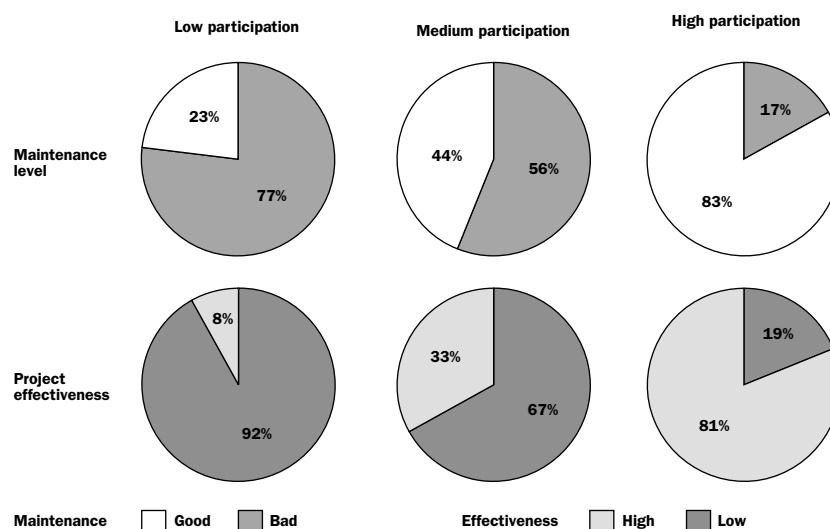 Low participation
Medium participation
High participation
Maintenance
level
23%
77%
44%
56%
17%
83%
Project
effectiveness
8%
92%
33%
67%
19%
81%
Maintenance Good Bad Effectiveness High Low